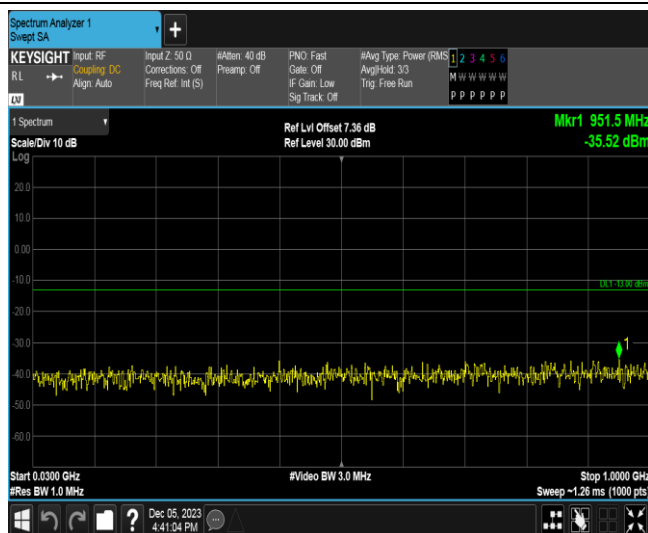 Spectrum Analyzer 1
Swept SA
+
KEYSIGHT
RL
LXI
Input: RF
Coupling: DC
Align: Auto
Input Z: 50 Ω
Corrections: Off
Freq Ref: Int (S)
#Atten: 40 dB
Preamp: Off
PNO: Fast
Gate: Off
IF Gain: Low
Sig Track: Off
#Avg Type: Power (RMS
Avg|Hold: 3/3
Trig: Free Run
1 2 3 4 5 6
M W W W W W
P P P P P P
1 Spectrum
Scale/Div 10 dB
Log
Ref Lvl Offset 7.36 dB
Ref Level 30.00 dBm
Mkr1 951.5 MHz
-35.52 dBm
20.0
10.0
0.00
-10.0
DL1 -13.00 dBm
-20.0
-30.0
1
-40.0
-50.0
-60.0
Start 0.0300 GHz
#Res BW 1.0 MHz
#Video BW 3.0 MHz
Stop 1.0000 GHz
Sweep ~1.26 ms (1000 pts)
?
Dec 05, 2023
4:41:04 PM